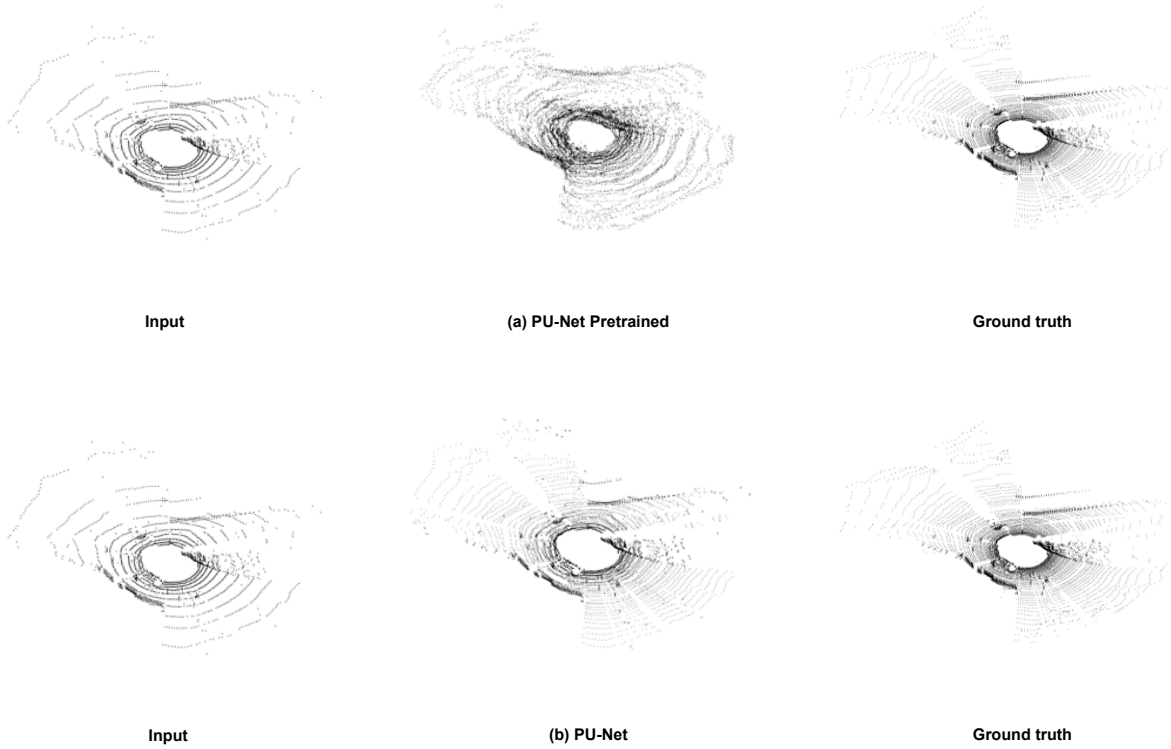 Input
(a) PU-Net Pretrained
Ground truth
Input
(b) PU-Net
Ground truth